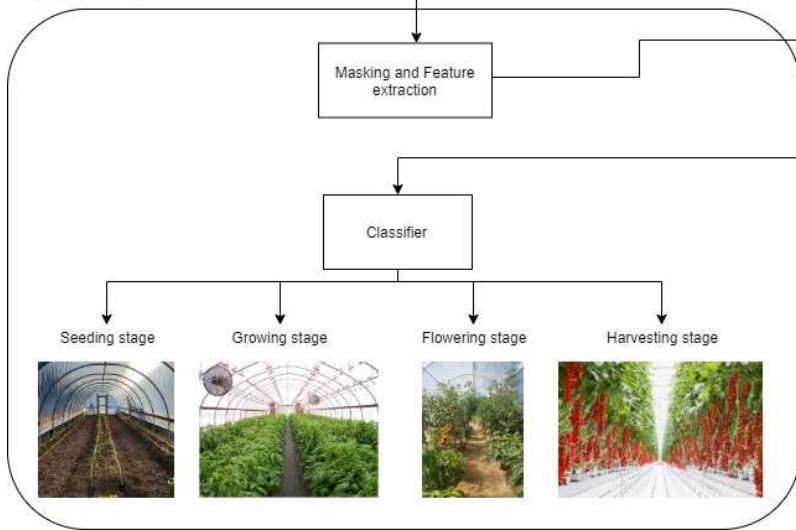 Masking and Feature
extraction
Classifier
Seeding stage
Growing stage
Flowering stage
Harvesting stage